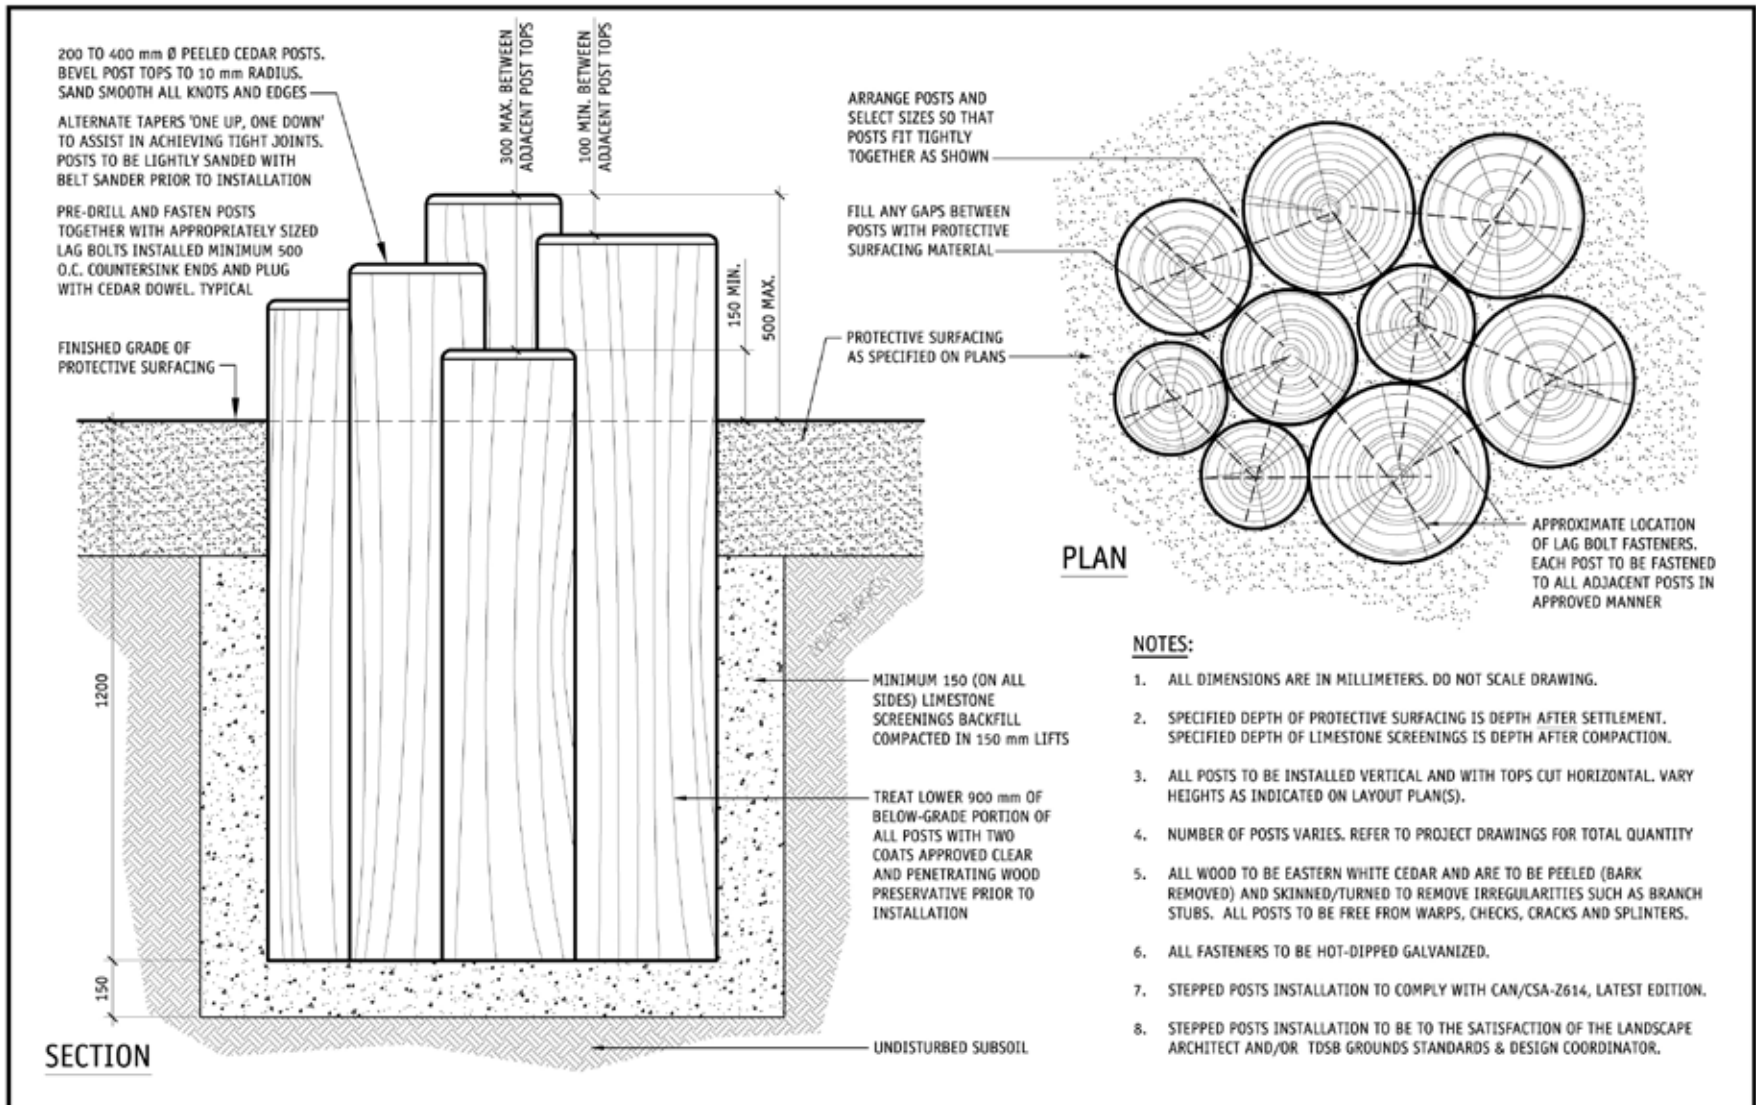 200 TO 400 mm Ø PEELED CEDAR POSTS.
BEVEL POST TOPS TO 10 mm RADIUS.
SAND SMOOTH ALL KNOTS AND EDGES
ALTERNATE TAPERS 'ONE UP, ONE DOWN'
TO ASSIST IN ACHIEVING TIGHT JOINTS.
POSTS TO BE LIGHTLY SANDED WITH
BELT SANDER PRIOR TO INSTALLATION
PRE-DRILL AND FASTEN POSTS
TOGETHER WITH APPROPRIATELY SIZED
LAG BOLTS INSTALLED MINIMUM 500
O.C. COUNTERSINK ENDS AND PLUG
WITH CEDAR DOWEL. TYPICAL
FINISHED GRADE OF
PROTECTIVE SURFACING
300 MAX. BETWEEN
ADJACENT POST TOPS
100 MIN. BETWEEN
ADJACENT POST TOPS
150 MIN.
500 MAX.
1200
150
SECTION
ARRANGE POSTS AND
SELECT SIZES SO THAT
POSTS FIT TIGHTLY
TOGETHER AS SHOWN
FILL ANY GAPS BETWEEN
POSTS WITH PROTECTIVE
SURFACING MATERIAL
PROTECTIVE SURFACING
AS SPECIFIED ON PLANS
MINIMUM 150 (ON ALL
SIDES) LIMESTONE
SCREENINGS BACKFILL
COMPACTED IN 150 mm LIFTS
TREAT LOWER 900 mm OF
BELOW-GRADE PORTION OF
ALL POSTS WITH TWO
COATS APPROVED CLEAR
AND PENETRATING WOOD
PRESERVATIVE PRIOR TO
INSTALLATION
UNDISTURBED SUBSOIL
PLAN
APPROXIMATE LOCATION
OF LAG BOLT FASTENERS.
EACH POST TO BE FASTENED
TO ALL ADJACENT POSTS IN
APPROVED MANNER
NOTES:
1. ALL DIMENSIONS ARE IN MILLIMETERS. DO NOT SCALE DRAWING.
2. SPECIFIED DEPTH OF PROTECTIVE SURFACING IS DEPTH AFTER SETTLEMENT.
SPECIFIED DEPTH OF LIMESTONE SCREENINGS IS DEPTH AFTER COMPACTION.
3. ALL POSTS TO BE INSTALLED VERTICAL AND WITH TOPS CUT HORIZONTAL. VARY
HEIGHTS AS INDICATED ON LAYOUT PLAN(S).
4. NUMBER OF POSTS VARIES. REFER TO PROJECT DRAWINGS FOR TOTAL QUANTITY
5. ALL WOOD TO BE EASTERN WHITE CEDAR AND ARE TO BE PEELED (BARK
REMOVED) AND SKINNED/TURNED TO REMOVE IRREGULARITIES SUCH AS BRANCH
STUBS. ALL POSTS TO BE FREE FROM WARPS, CHECKS, CRACKS AND SPLINTERS.
6. ALL FASTENERS TO BE HOT-DIPPED GALVANIZED.
7. STEPPED POSTS INSTALLATION TO COMPLY WITH CAN/CSA-Z614, LATEST EDITION.
8. STEPPED POSTS INSTALLATION TO BE TO THE SATISFACTION OF THE LANDSCAPE
ARCHITECT AND/OR TDSB GROUNDS STANDARDS & DESIGN COORDINATOR.